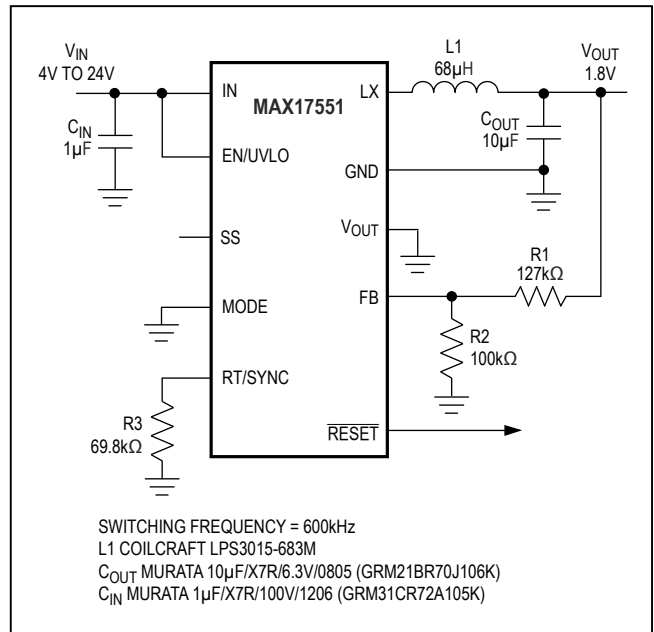 VIN
4V TO 24V
CIN
1µF
IN
EN/UVLO
SS
MODE
RT/SYNC
R3
69.8kΩ
MAX17551
LX
GND
VOUT
FB
RESET
L1
68µH
VOUT
1.8V
COUT
10µF
R1
127kΩ
R2
100kΩ
SWITCHING FREQUENCY = 600kHz
L1 COILCRAFT LPS3015-683M
COUT MURATA 10µF/X7R/6.3V/0805 (GRM21BR70J106K)
CIN MURATA 1µF/X7R/100V/1206 (GRM31CR72A105K)